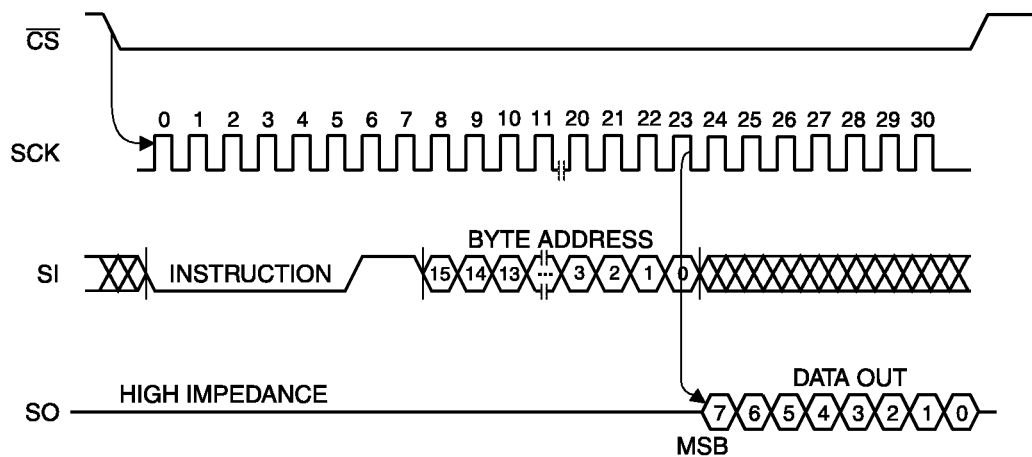 CS
0 1 2 3 4 5 6 7 8 9 10 11 20 21 22 23 24 25 26 27 28 29 30
SCK
BYTE ADDRESS
SI INSTRUCTION 15 14 13 ... 3 2 1 0
DATA OUT
HIGH IMPEDANCE
SO 7 6 5 4 3 2 1 0
MSB